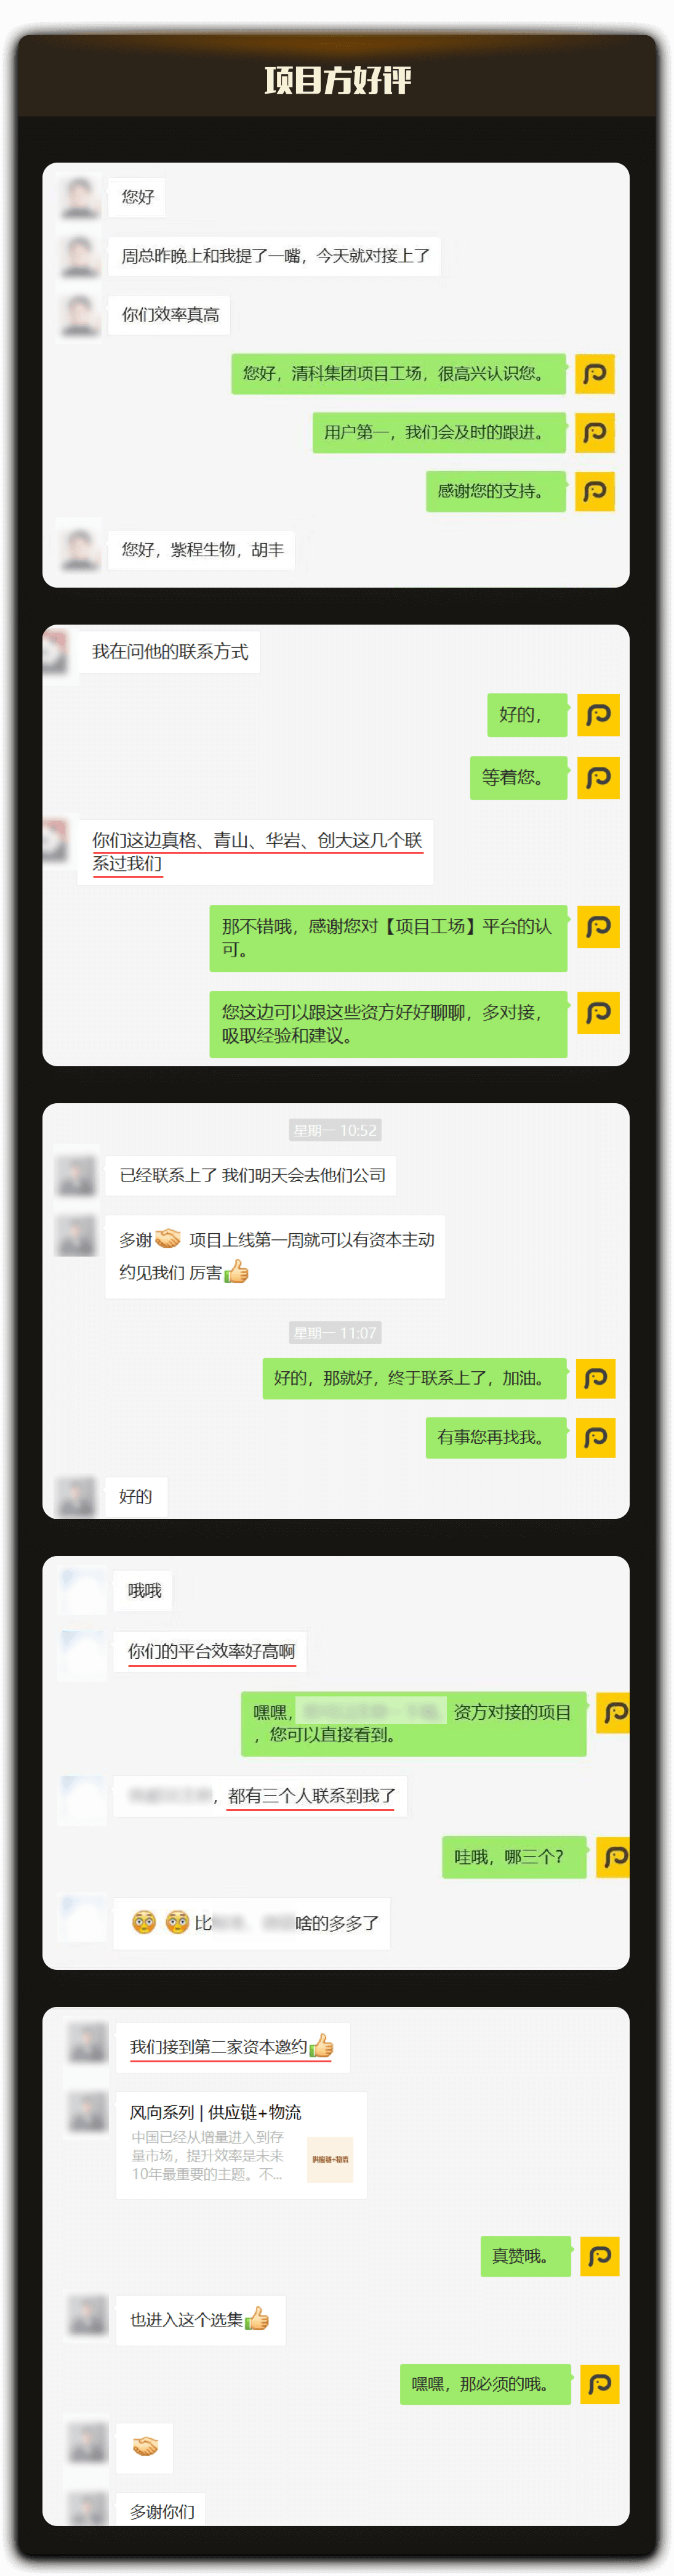 项目方好评
您好
周总昨晚上和我提了一嘴，今天就对接上了
你们效率真高
您好，清科集团项目工场，很高兴认识您。
用户第一，我们会及时的跟进。
感谢您的支持。
您好，紫程生物，胡丰
我在问他的联系方式
好的，
等着您。
你们这边真格、青山、华岩、创大这几个联
系过我们
那不错哦，感谢您对【项目工场】平台的认
可。
您这边可以跟这些资方好好聊聊，多对接，
吸取经验和建议。
星期一 10:52
已经联系上了 我们明天会去他们公司
多谢🤝 项目上线第一周就可以有资本主动
约见我们 厉害👍
星期一 11:07
好的，那就好，终于联系上了，加油。
有事您再找我。
好的
哦哦
你们的平台效率好高啊
嘿嘿，资方对接的项目
，您可以直接看到。
，都有三个人联系到我了
哇哦，哪三个？
😳 😳 比啥的多多了
我们接到第二家资本邀约👍
风向系列 | 供应链+物流
中国已经从增量进入到存
量市场，提升效率是未来
10年最重要的主题。不...
供应链+物流
真赞哦。
也进入这个选集👍
嘿嘿，那必须的哦。
🤝
多谢你们